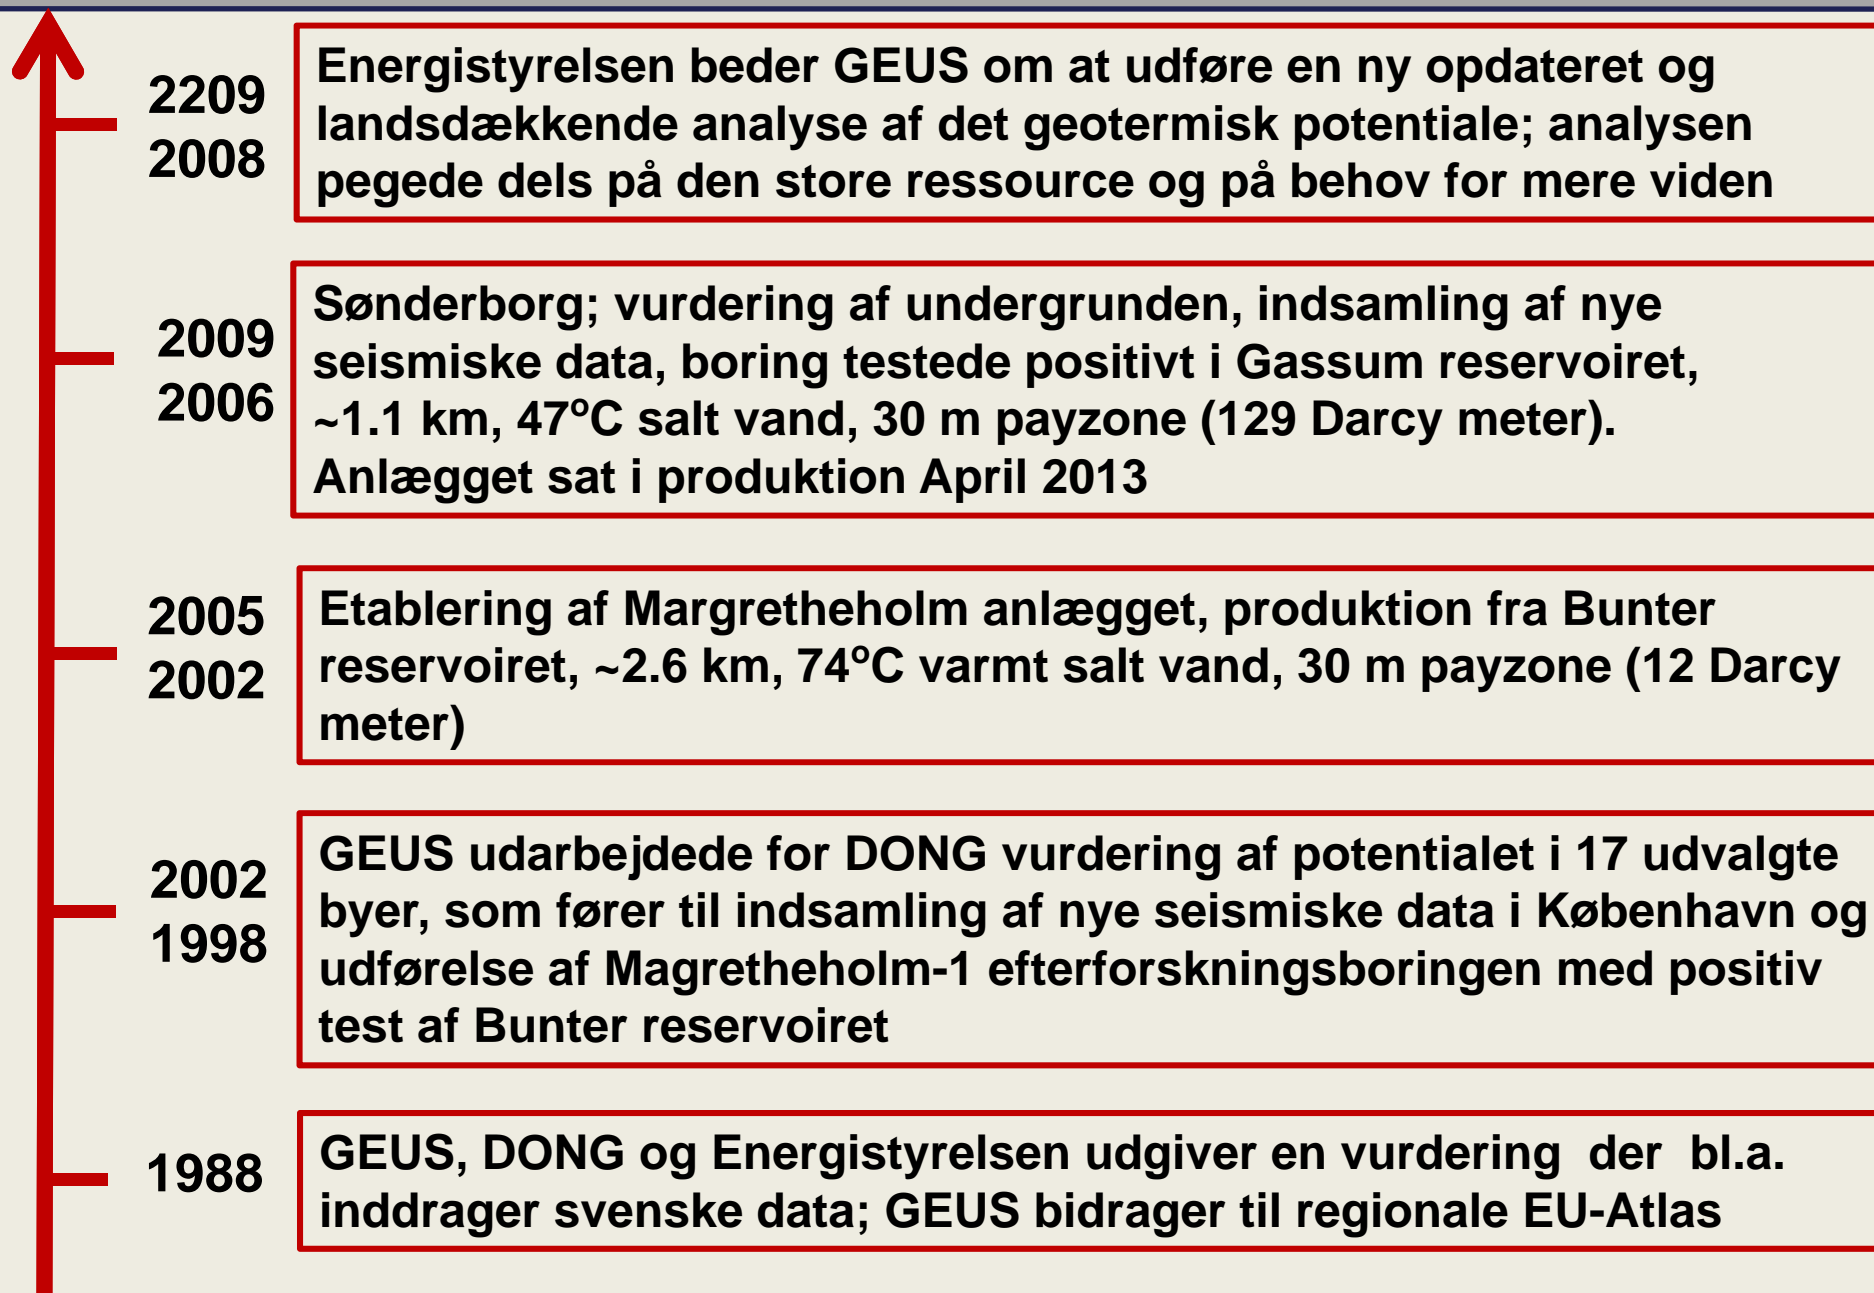 2209
2008
Energistyrelsen beder GEUS om at udføre en ny opdateret og
landsdækkende analyse af det geotermisk potentiale; analysen
pegede dels på den store ressource og på behov for mere viden
2009
2006
Sønderborg; vurdering af undergrunden, indsamling af nye
seismiske data, boring testede positivt i Gassum reservoiret,
~1.1 km, 47ºC salt vand, 30 m payzone (129 Darcy meter).
Anlægget sat i produktion April 2013
2005
2002
Etablering af Margretheholm anlægget, produktion fra Bunter
reservoiret, ~2.6 km, 74ºC varmt salt vand, 30 m payzone (12 Darcy
meter)
2002
1998
GEUS udarbejdede for DONG vurdering af potentialet i 17 udvalgte
byer, som fører til indsamling af nye seismiske data i København og
udførelse af Magretheholm-1 efterforskningsboringen med positiv
test af Bunter reservoiret
1988
GEUS, DONG og Energistyrelsen udgiver en vurdering  der  bl.a.
inddrager svenske data; GEUS bidrager til regionale EU-Atlas